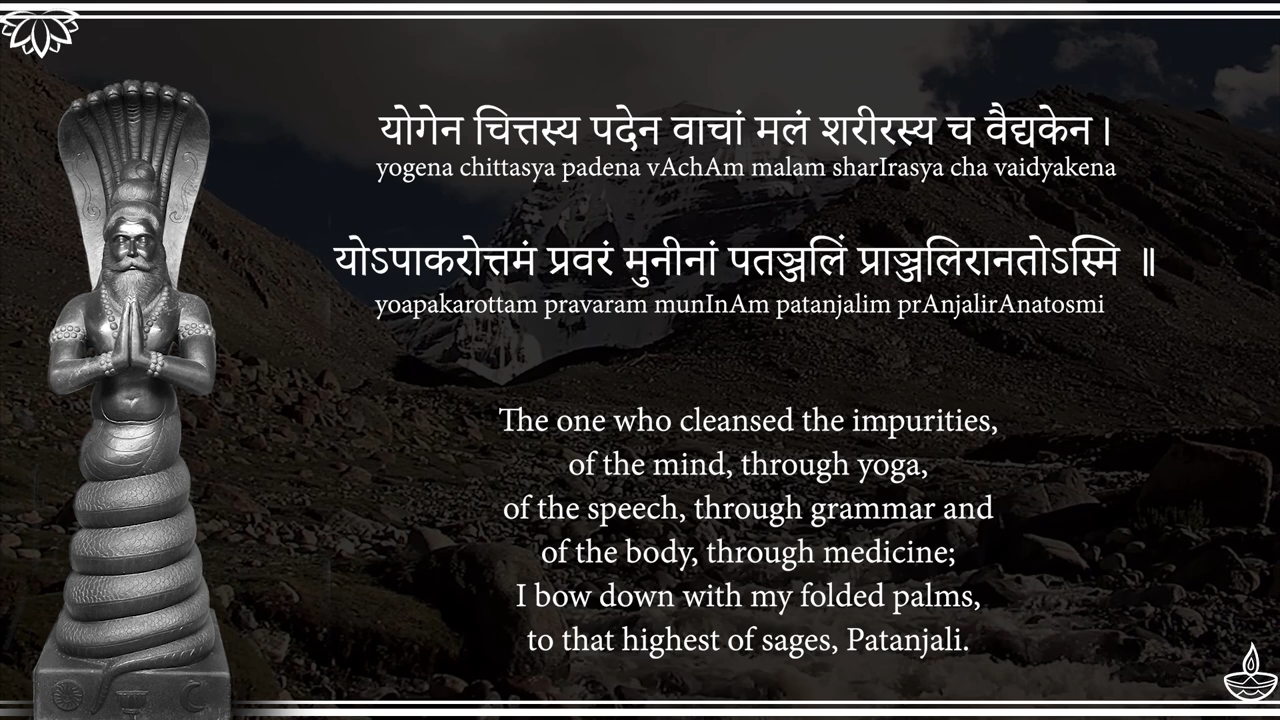 योगेन चित्तस्य पदेन वाचां मलं शरीरस्य च वैद्यकेन ।
yogena chittasya padena vAchAm malam sharIrasya cha vaidyakena
योऽपाकरोत्तमं प्रवरं मुनीनां पतञ्जलिं प्राञ्जलिरानतोऽस्मि ॥
yoapakarottam pravaram munInAm patanjalim prAnjalirAnatosmi
The one who cleansed the impurities,
of the mind, through yoga,
of the speech, through grammar and
of the body, through medicine;
I bow down with my folded palms,
to that highest of sages, Patanjali.